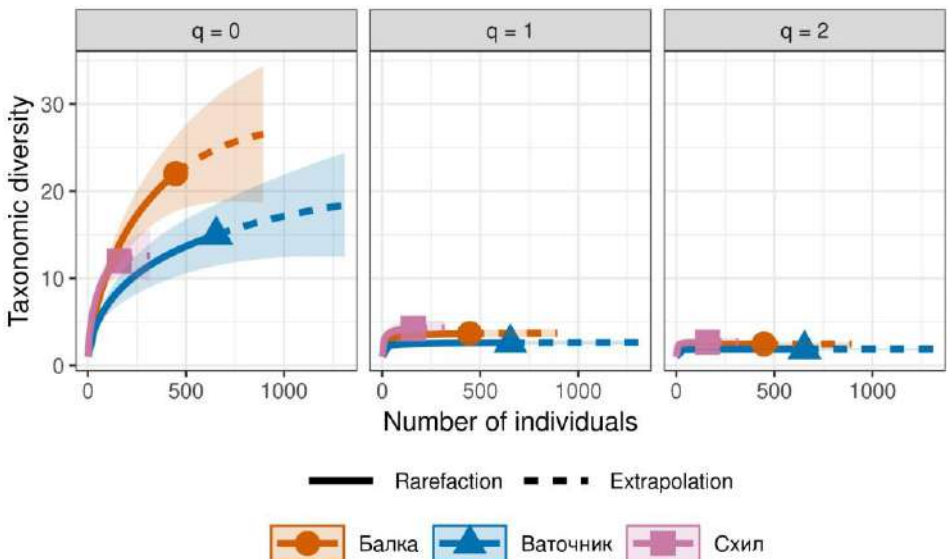 q = 0
q = 1
q = 2
Taxonomic diversity
30
20
10
0
0 500 1000
0 500 1000
0 500 1000
Number of individuals
Rarefaction
Extrapolation
Балка
Ваточник
Схил